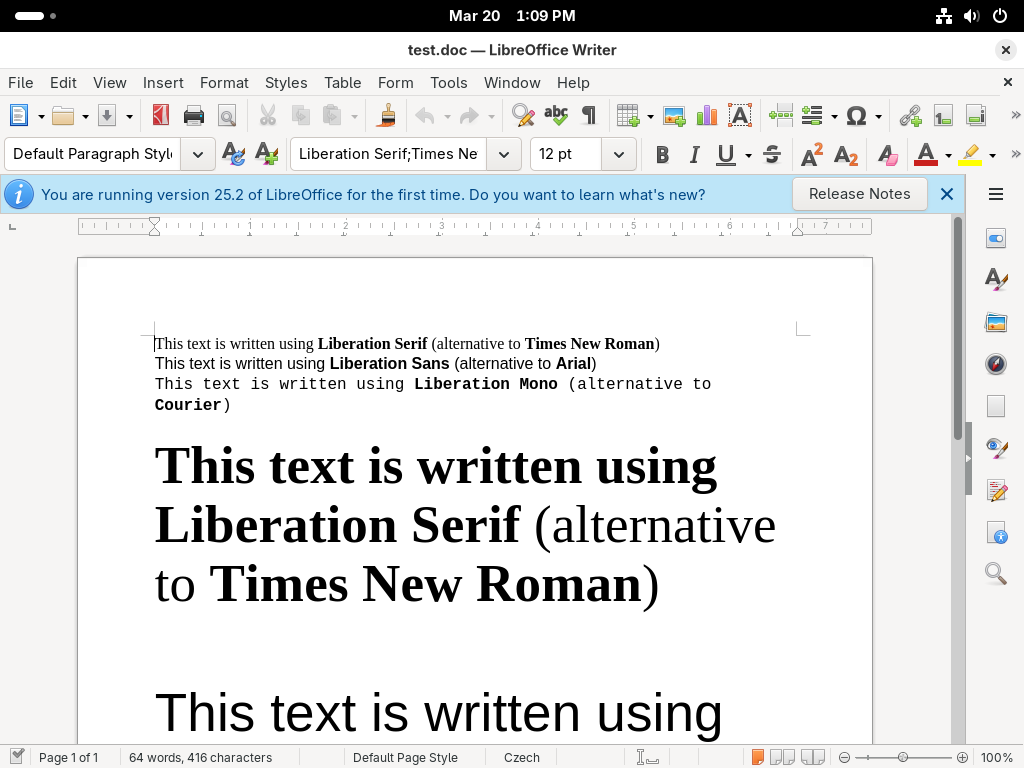 Mar 20 1:09 PM
test.doc — LibreOffice Writer
File Edit View Insert Format Styles Table Form Tools Window Help
Default Paragraph Style
Liberation Serif;Times Ne
12 pt
You are running version 25.2 of LibreOffice for the first time. Do you want to learn what's new?
Release Notes
1 2 3 4 5 6 7
This text is written using Liberation Serif (alternative to Times New Roman)
This text is written using Liberation Sans (alternative to Arial)
This text is written using Liberation Mono (alternative to
Courier)
This text is written using
Liberation Serif (alternative
to Times New Roman)
This text is written using
Page 1 of 1
64 words, 416 characters
Default Page Style
Czech
100%